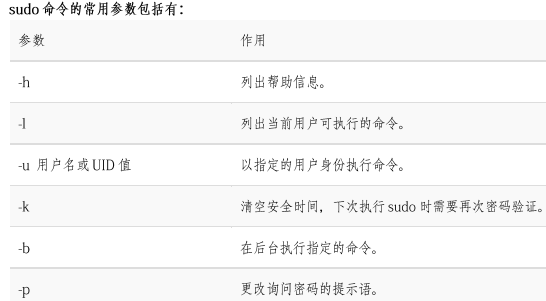 sudo 命令的常用参数包括有：
参数 作用
-h 列出帮助信息。
-l 列出当前用户可执行的命令。
-u 用户名或 UID 值 以指定的用户身份执行命令。
-k 清空安全时间，下次执行 sudo 时需要再次密码验证。
-b 在后台执行指定的命令。
-p 更改询问密码的提示语。